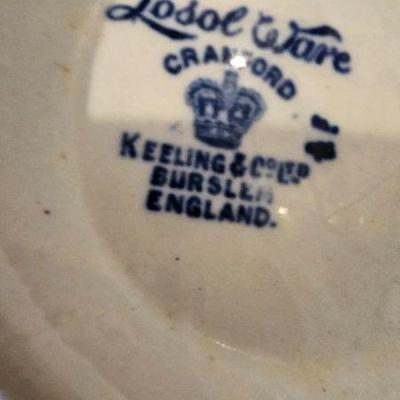 Losol Ware
CRANFORD
KEELING & Co LTD
BURSLEM
ENGLAND.